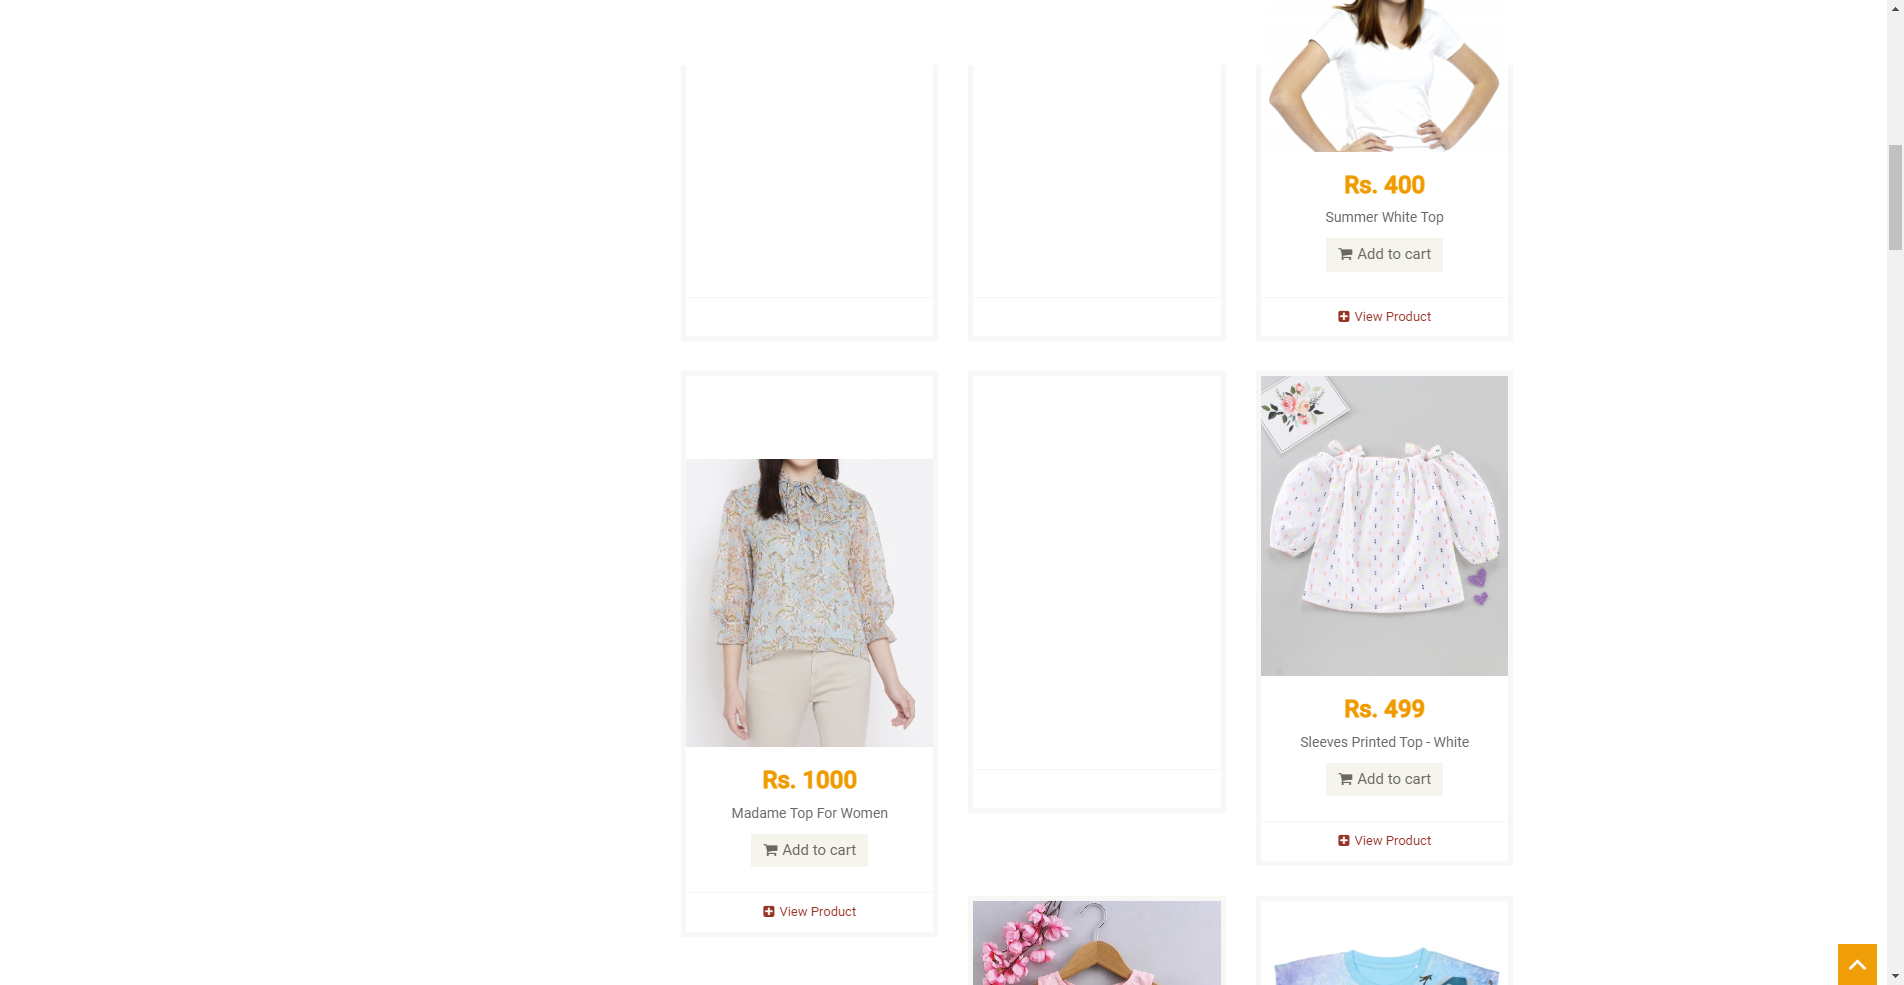 Rs. 400
Summer White Top
Add to cart
View Product
Rs. 1000
Madame Top For Women
Add to cart
View Product
Rs. 499
Sleeves Printed Top - White
Add to cart
View Product